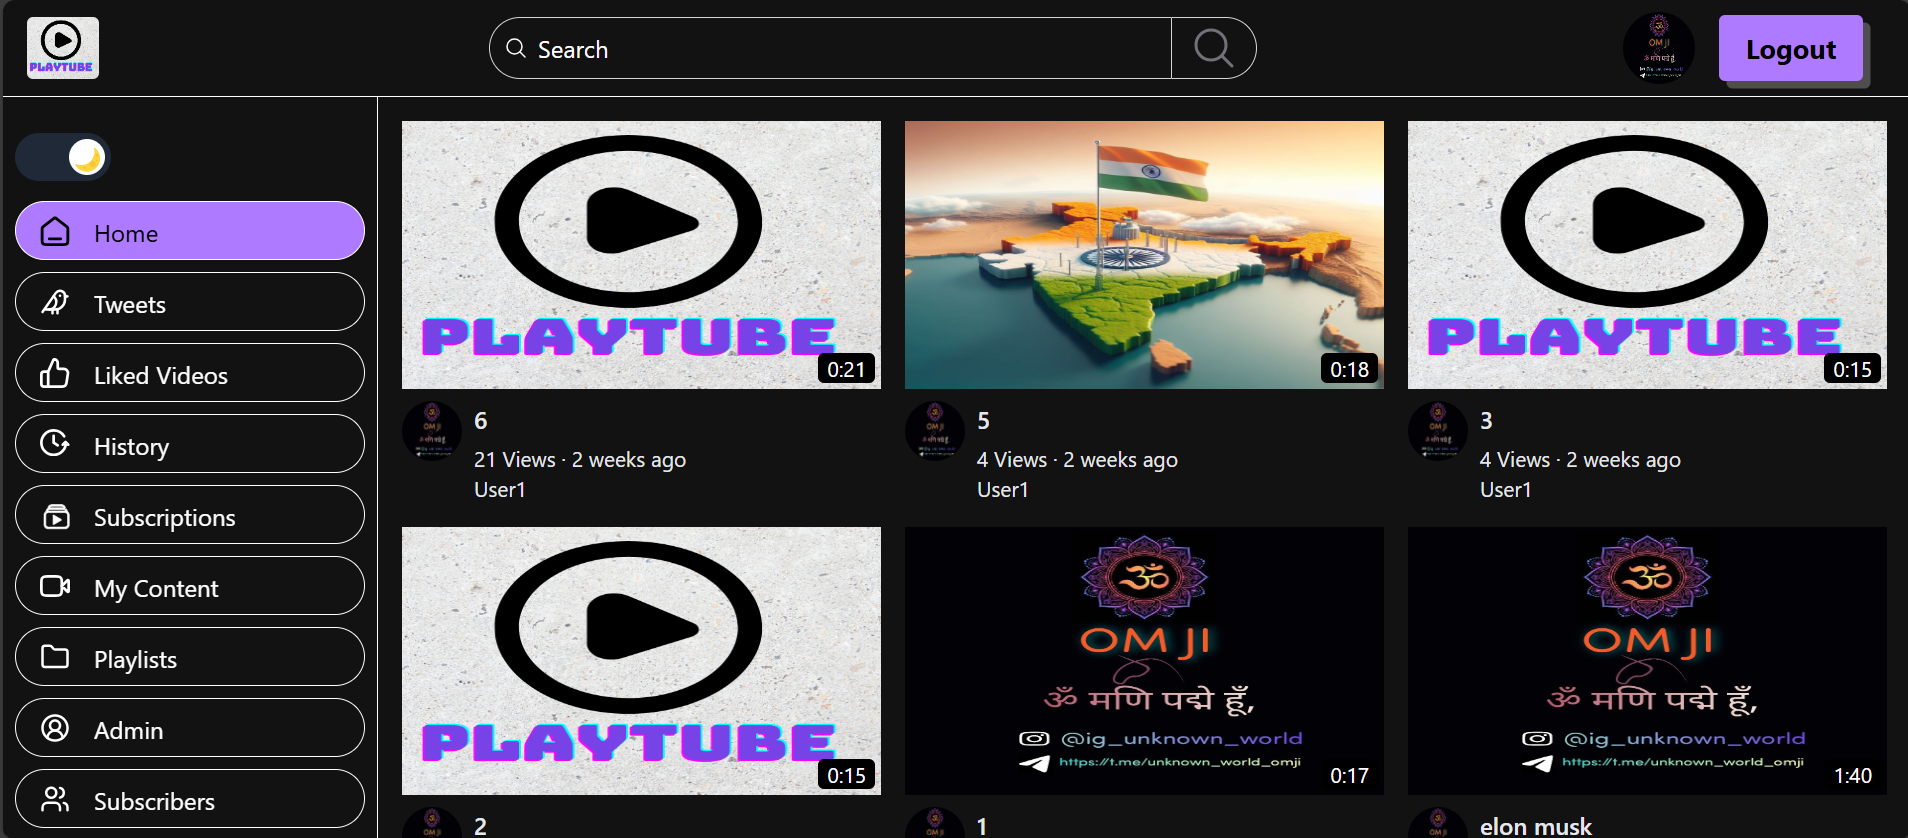 PLAYTUBE
Search
OM JI
Logout
Home
Tweets
Liked Videos
History
Subscriptions
My Content
Playlists
Admin
Subscribers
PLAYTUBE
0:21
0:18
PLAYTUBE
0:15
6
21 Views · 2 weeks ago
User1
5
4 Views · 2 weeks ago
User1
3
4 Views · 2 weeks ago
User1
PLAYTUBE
0:15
OM JI
ॐ मणि पद्मे हूँ,
@ig_unknown_world
https://t.me/unknown_world_omji
0:17
OM JI
ॐ मणि पद्मे हूँ,
@ig_unknown_world
https://t.me/unknown_world_omji
1:40
2
1
elon musk